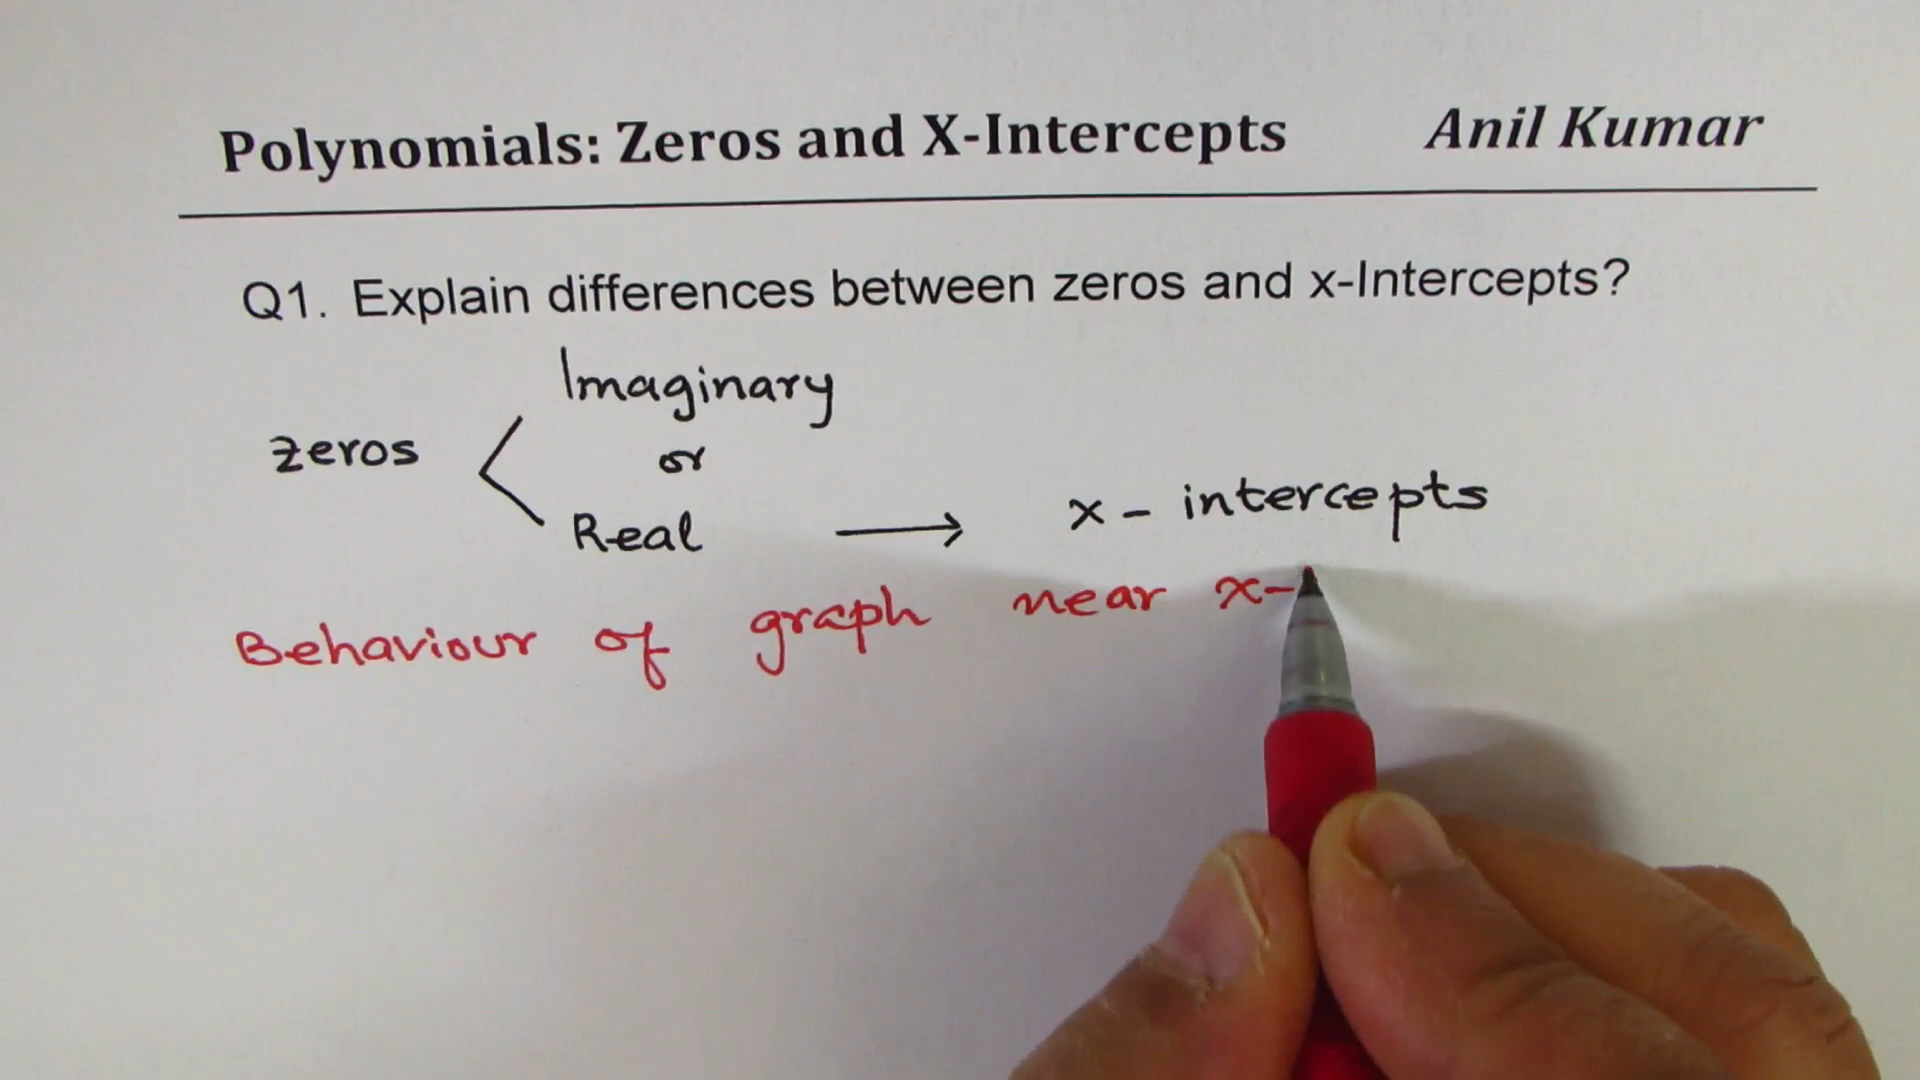 Polynomials: Zeros and X-Intercepts Anil Kumar
Q1. Explain differences between zeros and x-Intercepts?
Imaginary
zeros or
Real → x - intercepts
Behaviour of graph near x-